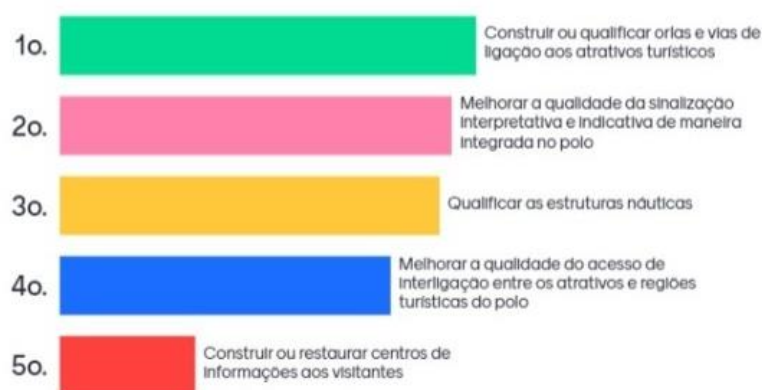 1o.
Construir ou qualificar orlas e vias de
ligação aos atrativos turísticos
2o.
Melhorar a qualidade da sinalização
interpretativa e indicativa de maneira
integrada no polo
3o.
Qualificar as estruturas náuticas
4o.
Melhorar a qualidade do acesso de
interligação entre os atrativos e regiões
turísticas do polo
5o.
Construir ou restaurar centros de
informações aos visitantes